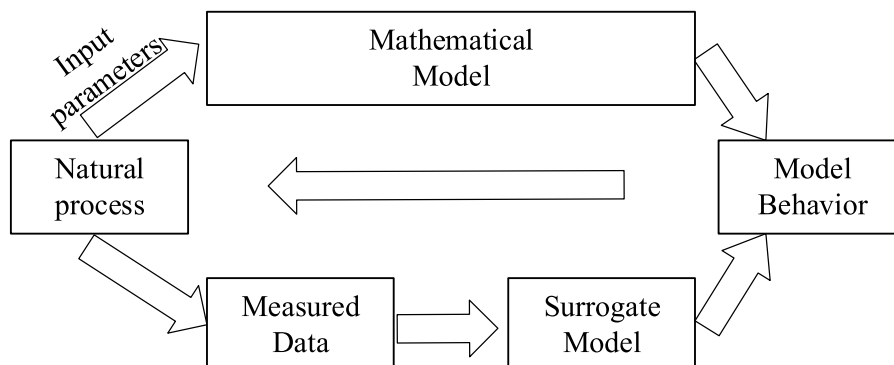 Input
parameters
Mathematical
Model
Natural
process
Model
Behavior
Measured
Data
Surrogate
Model